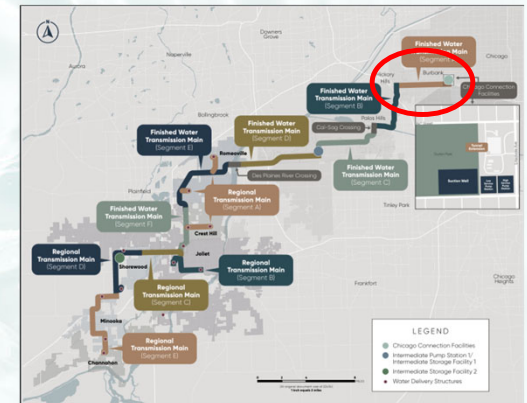 N
Downers
Grove
Naperville
Aurora
Finished Water
Transmission Main
Chicago
Hickory
Hills
Burbank
Chicago Connection
Facilities
Finished Water
Transmission Main
(Segment B)
Palos Hills
Cal-Sag Crossing
Bolingbrook
Finished Water
Transmission Main
(Segment D)
Finished Water
Transmission Main
(Segment E)
Romeoville
Des Plaines River Crossing
Finished Water
Transmission Main
(Segment C)
Suction Well
Plainfield
Regional
Transmission Main
(Segment A)
Finished Water
Transmission Main
(Segment F)
Crest Hill
Tinley Park
Joliet
Regional
Transmission Main
(Segment D)
Shorewood
Regional
Transmission Main
(Segment B)
Regional
Transmission Main
(Segment C)
Frankfort
Chicago
Heights
Minooka
Regional
Transmission Main
(Segment E)
Channahon
LEGEND
Chicago Connection Facilities
Intermediate Pump Station 1/
Intermediate Storage Facility 1
Intermediate Storage Facility 2
Water Delivery Structures